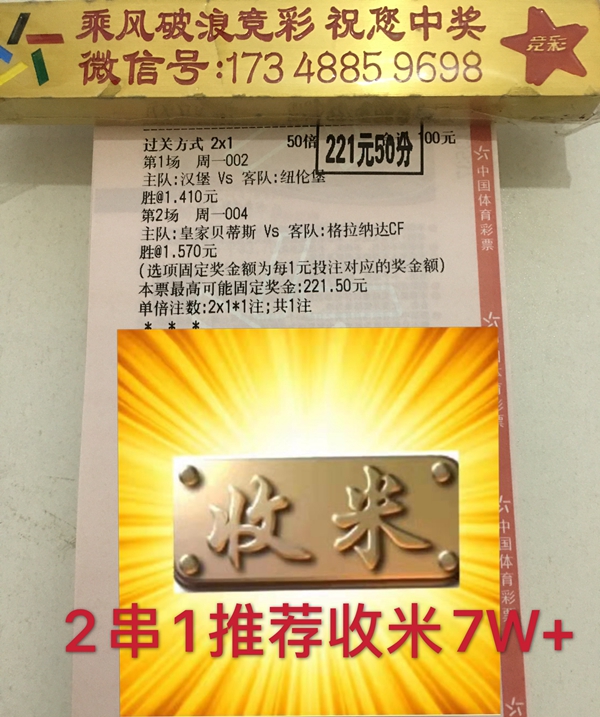 乘风破浪竞彩 祝您中奖
竞彩
微信号:173 4885 9698
过关方式 2x1 50倍 100元
221元50分
第1场 周一002
主队:汉堡 Vs 客队:纽伦堡
胜@1.410元
第2场 周一004
主队:皇家贝蒂斯 Vs 客队:格拉纳达CF
胜@1.570元
(选项固定奖金额为每1元投注对应的奖金额)
本票最高可能固定奖金:221.50元
单倍注数:2x1*1注;共1注
* * *
中国体育彩票
收米
中国体育彩票
2串1推荐收米7W+